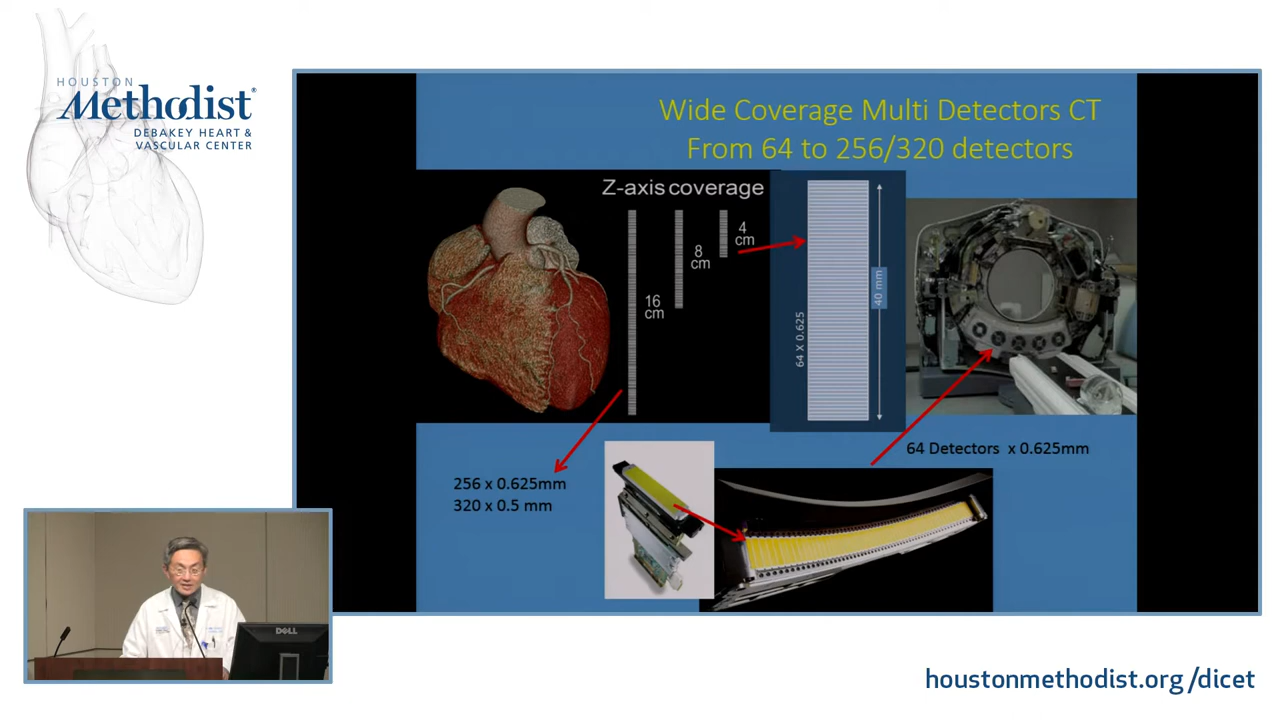 HOUSTON
Methodist®
DEBAKEY HEART &
VASCULAR CENTER
Wide Coverage Multi Detectors CT
From 64 to 256/320 detectors
Z-axis coverage
4
cm
8
cm
16
cm
64 X 0.625
40 mm
64 Detectors x 0.625mm
256 x 0.625mm
320 x 0.5 mm
DELL
houstonmethodist.org/dicet